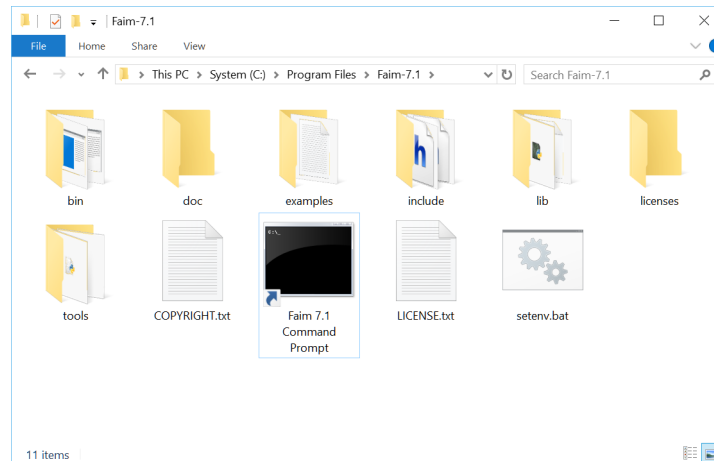 Faim-7.1
File Home Share View
This PC > System (C:) > Program Files > Faim-7.1 >
Search Faim-7.1
bin doc examples include lib licenses
tools COPYRIGHT.txt Faim 7.1 Command Prompt LICENSE.txt setenv.bat
11 items